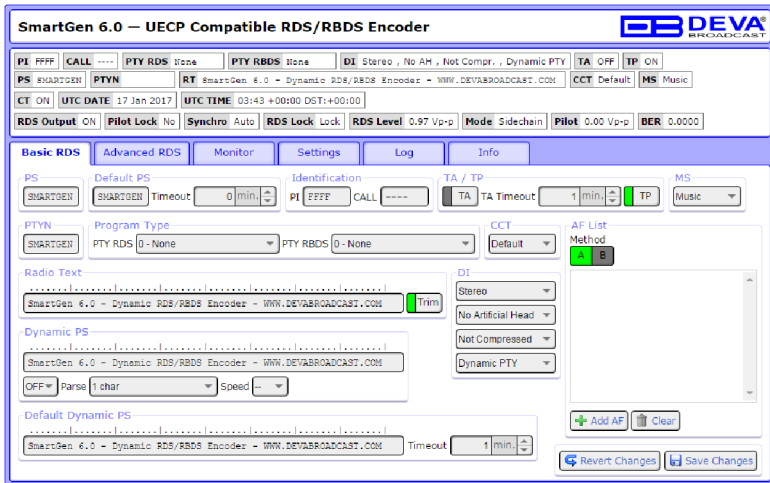 SmartGen 6.0 — UECP Compatible RDS/RBDS Encoder
DB DEVA
BROADCAST
PI FFFF CALL ---- PTY RDS None PTY RBDS None DI Stereo , No AH , Not Compr. , Dynamic PTY TA OFF TP ON
PS SMARTGEN PTYN RT SmartGen 6.0 - Dynamic RDS/RBDS Encoder - WWW.DEVABROADCAST.COM CCT Default MS Music
CT ON UTC DATE 17 Jan 2017 UTC TIME 03:43 +00:00 DST:+00:00
RDS Output ON Pilot Lock No Synchro Auto RDS Lock Lock RDS Level 0.97 Vp-p Mode Sidechain Pilot 0.00 Vp-p BER 0.0000
Basic RDS Advanced RDS Monitor Settings Log Info
PS Default PS Identification TA / TP MS
SMARTGEN SMARTGEN Timeout 0 min. PI FFFF CALL ---- TA TA Timeout 1 min. TP Music
PTYN Program Type CCT AF List
SMARTGEN PTY RDS 0 - None PTY RBDS 0 - None Default Method
A B
Radio Text DI
SmartGen 6.0 - Dynamic RDS/RBDS Encoder - WWW.DEVABROADCAST.COM Trim
Stereo
No Artificial Head
Not Compressed
Dynamic PTY
Dynamic PS
SmartGen 6.0 - Dynamic RDS/RBDS Encoder - WWW.DEVABROADCAST.COM
OFF Parse 1 char Speed --
Default Dynamic PS
SmartGen 6.0 - Dynamic RDS/RBDS Encoder - WWW.DEVABROADCAST.COM Timeout 1 min.
Add AF Clear
Revert Changes Save Changes